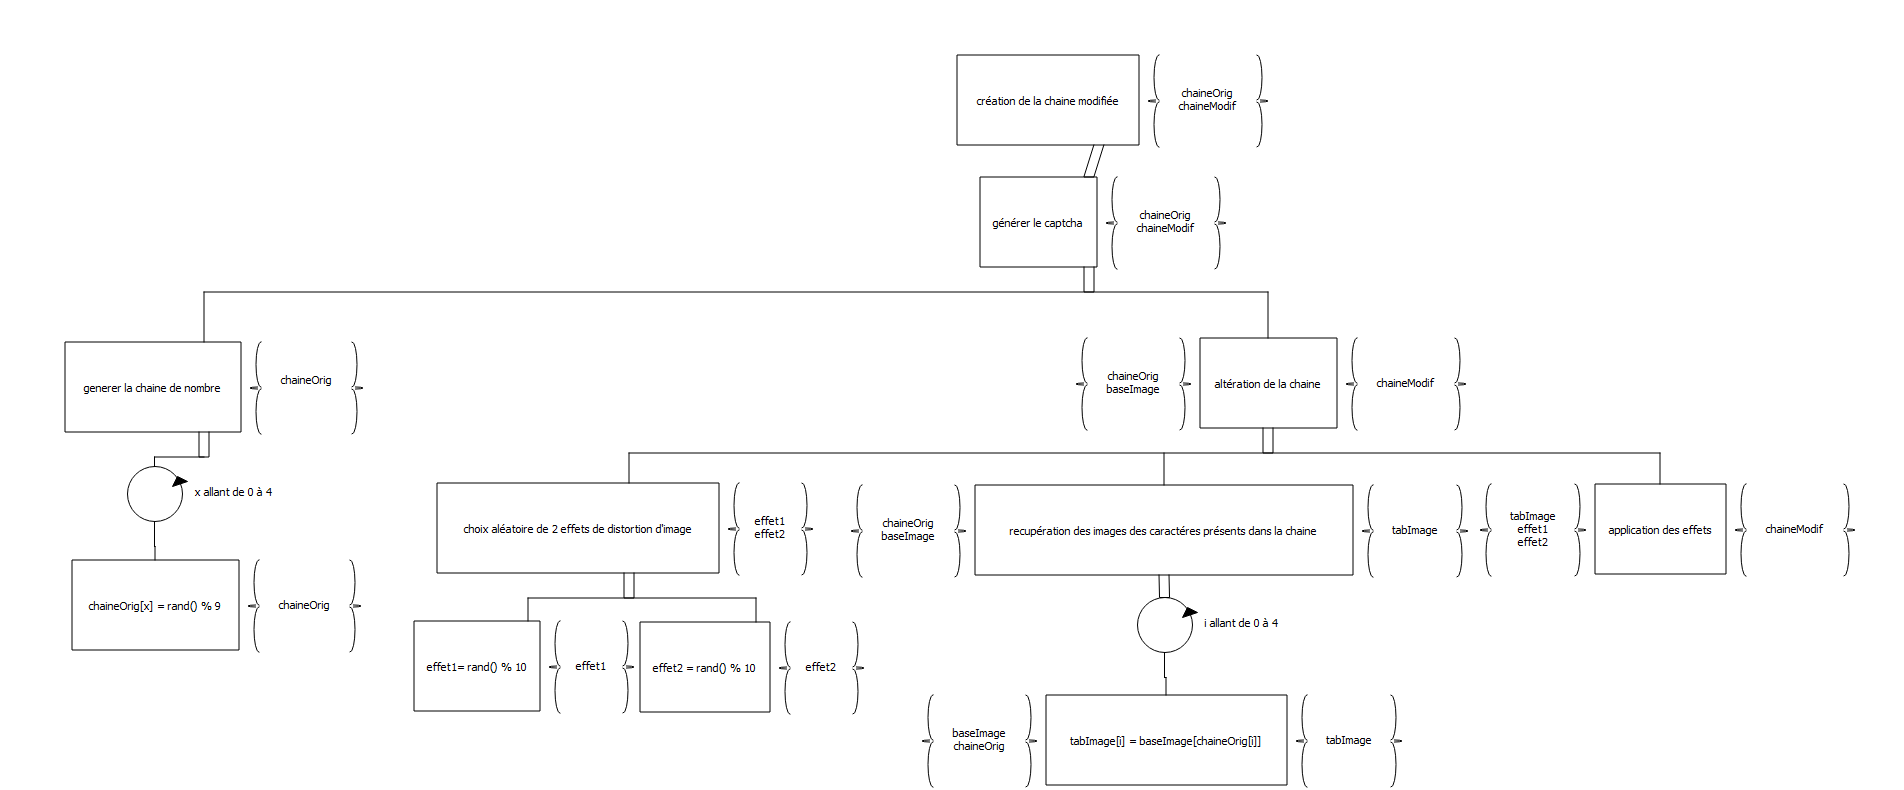 création de la chaine modifiée
chaineOrig
chaineModif
générer le captcha
chaineOrig
chaineModif
generer la chaine de nombre
chaineOrig
chaineOrig
baseImage
altération de la chaine
chaineModif
x allant de 0 à 4
choix aléatoire de 2 effets de distortion d'image
effet1
effet2
chaineOrig
baseImage
recupération des images des caractéres présents dans la chaine
tabImage
tabImage
effet1
effet2
application des effets
chaineModif
chaineOrig[x] = rand() % 9
chaineOrig
effet1= rand() % 10
effet1
effet2 = rand() % 10
effet2
i allant de 0 à 4
baseImage
chaineOrig
tabImage[i] = baseImage[chaineOrig[i]]
tabImage